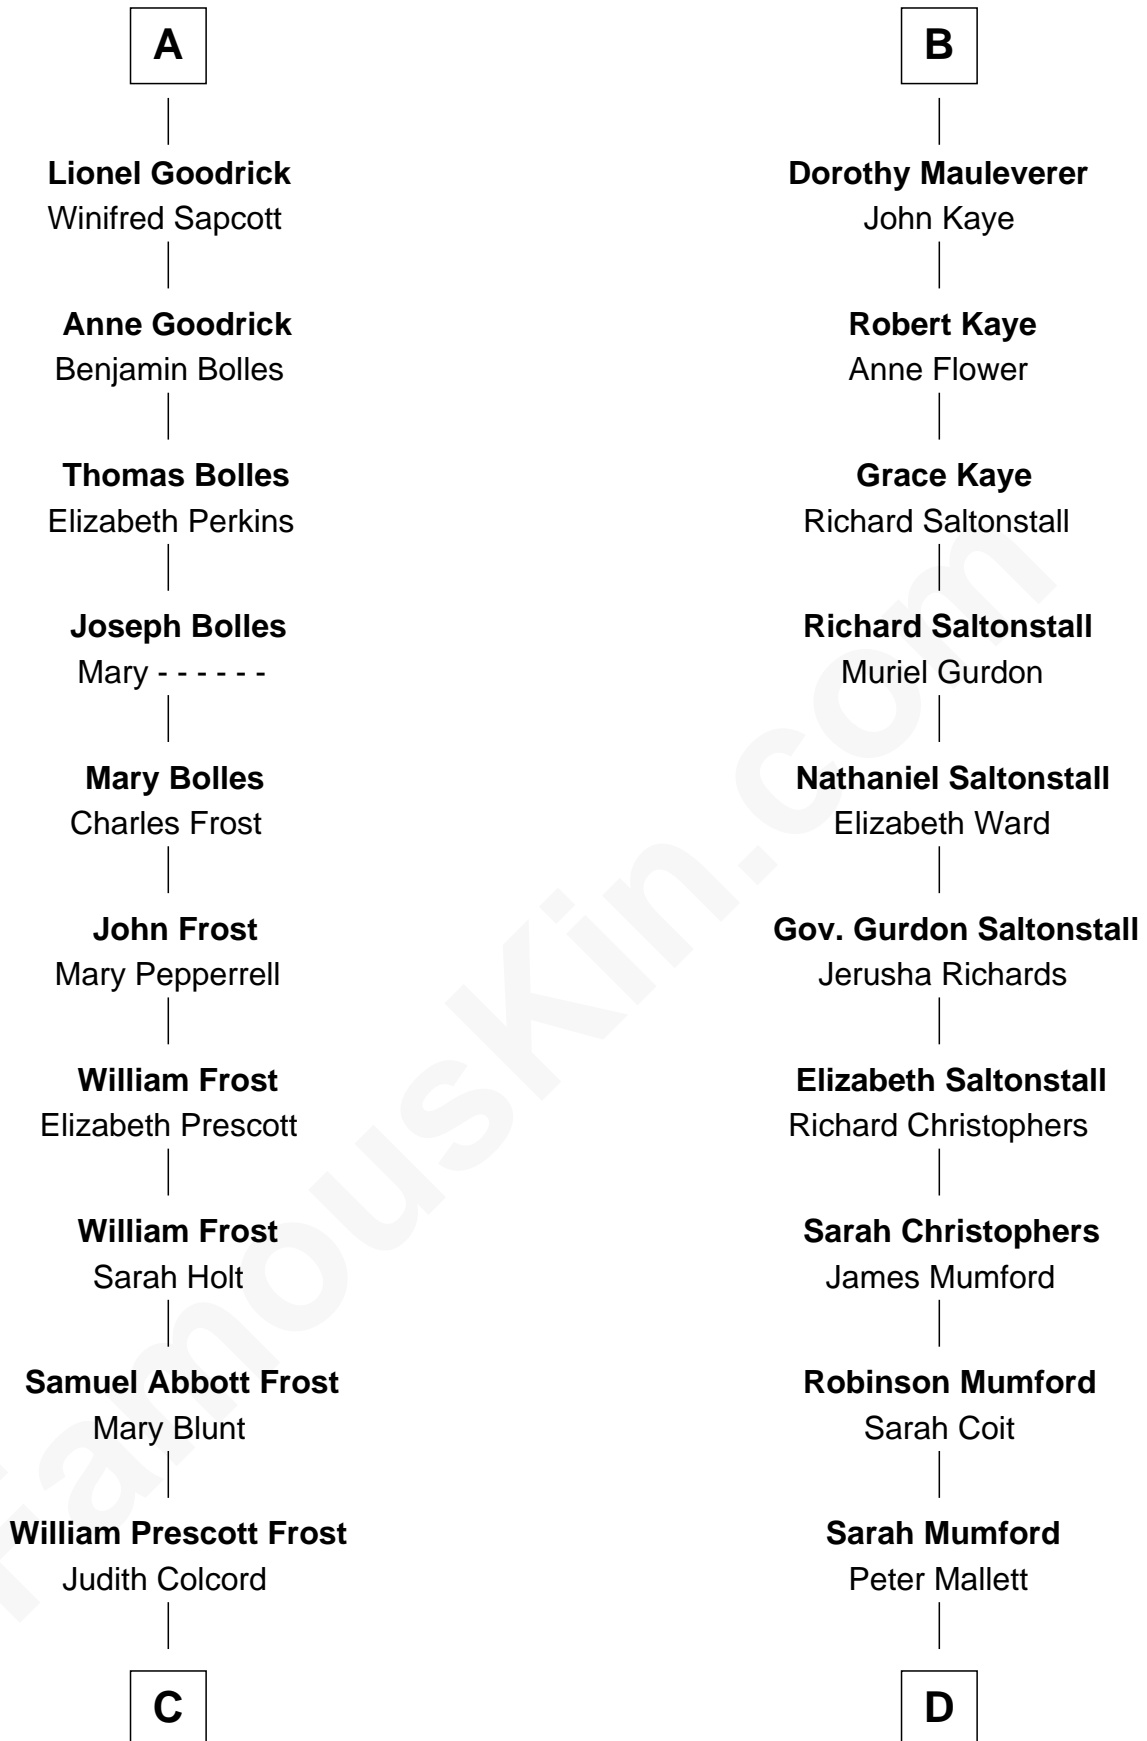 A
Lionel Goodrick
Winifred Sapcott
Anne Goodrick
Benjamin Bolles
Thomas Bolles
Elizabeth Perkins
Joseph Bolles
Mary - - - - - -
Mary Bolles
Charles Frost
John Frost
Mary Pepperrell
William Frost
Elizabeth Prescott
William Frost
Sarah Holt
Samuel Abbott Frost
Mary Blunt
William Prescott Frost
Judith Colcord
C
B
Dorothy Mauleverer
John Kaye
Robert Kaye
Anne Flower
Grace Kaye
Richard Saltonstall
Richard Saltonstall
Muriel Gurdon
Nathaniel Saltonstall
Elizabeth Ward
Gov. Gurdon Saltonstall
Jerusha Richards
Elizabeth Saltonstall
Richard Christophers
Sarah Christophers
James Mumford
Robinson Mumford
Sarah Coit
Sarah Mumford
Peter Mallett
D
FamousKin.com